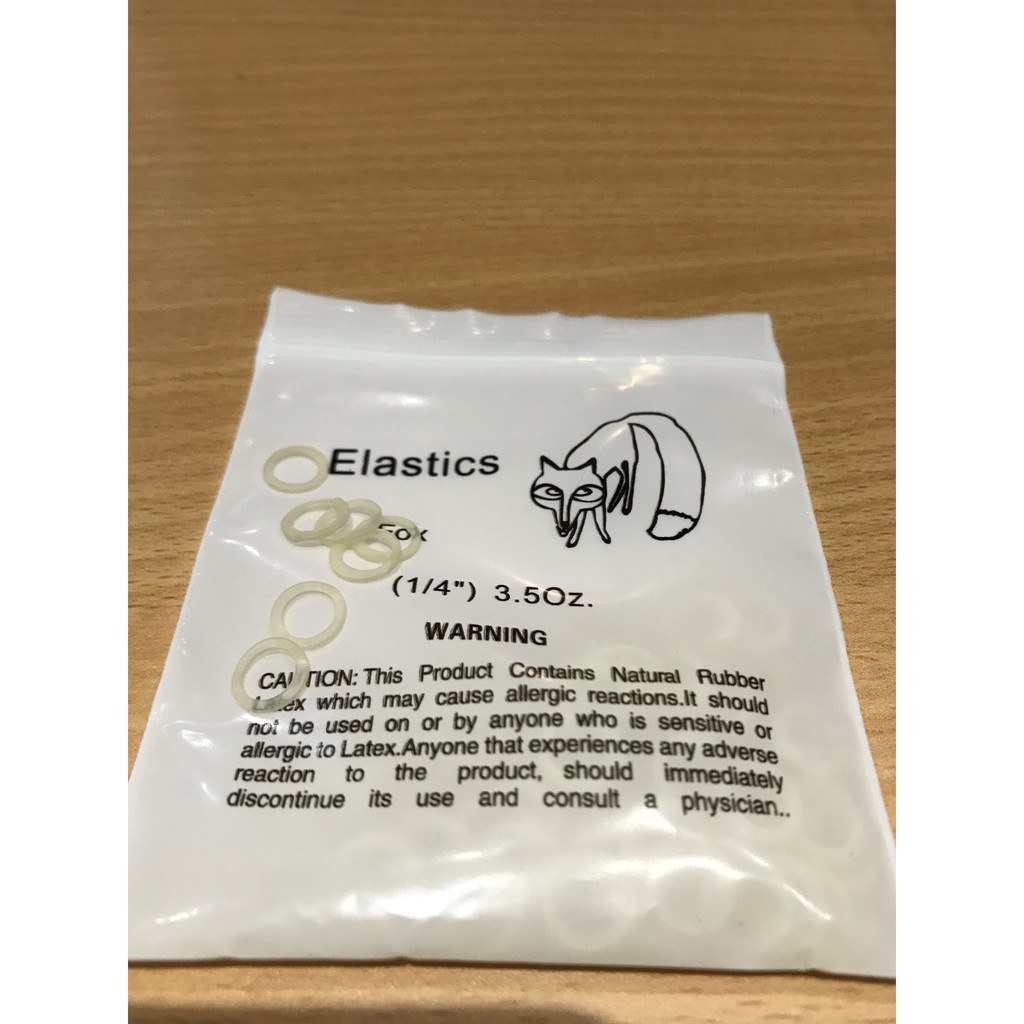 Elastics
Fox
(1/4") 3.5Oz.
WARNING
CAUTION: This Product Contains Natural Rubber
Latex which may cause allergic reactions.It should
not be used on or by anyone who is sensitive or
allergic to Latex.Anyone that experiences any adverse
reaction to the product, should immediately
discontinue its use and consult a physician..